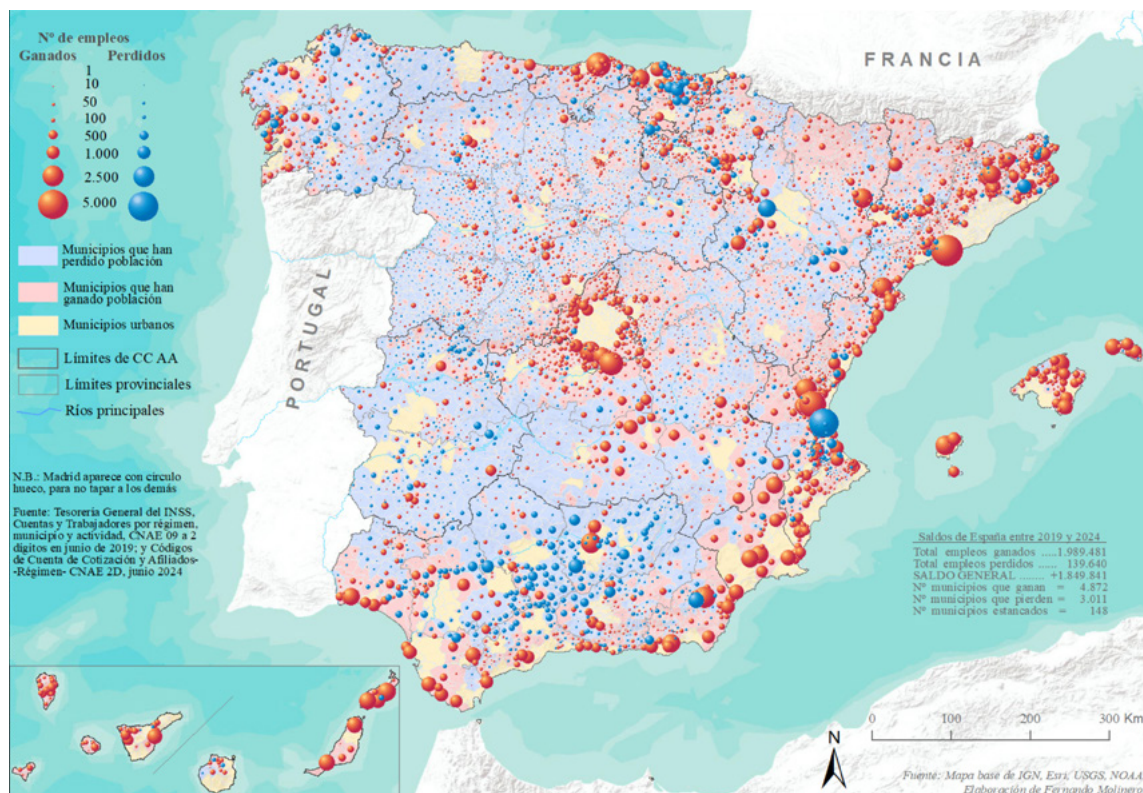 Nº de empleos
Ganados Perdidos
1
10
50
100
500
1.000
2.500
5.000
Municipios que han
perdido población
Municipios que han
ganado población
Municipios urbanos
Límites de CC AA
Límites provinciales
Ríos principales
N.B.: Madrid aparece con círculo
hueco, para no tapar a los demás
Fuente: Tesorería General del INSS,
Cuentas y Trabajadores por régimen,
municipio y actividad, CNAE 09 a 2
dígitos en junio de 2019; y Códigos
de Cuenta de Cotización y Afiliados-
-Régimen- CNAE 2D, junio 2024
FRANCIA
PORTUGAL
Saldos de España entre 2019 y 2024
Total empleos ganados .....1.989.481
Total empleos perdidos ..... 139.640
SALDO GENERAL ........ +1.849.841
Nº municipios que ganan = 4.872
Nº municipios que pierden = 3.011
Nº municipios estancados = 148
0 100 200 300 Km
N
Fuente: Mapa base de IGN, Esri, USGS, NOAA
Elaboración de Fernando Molinero